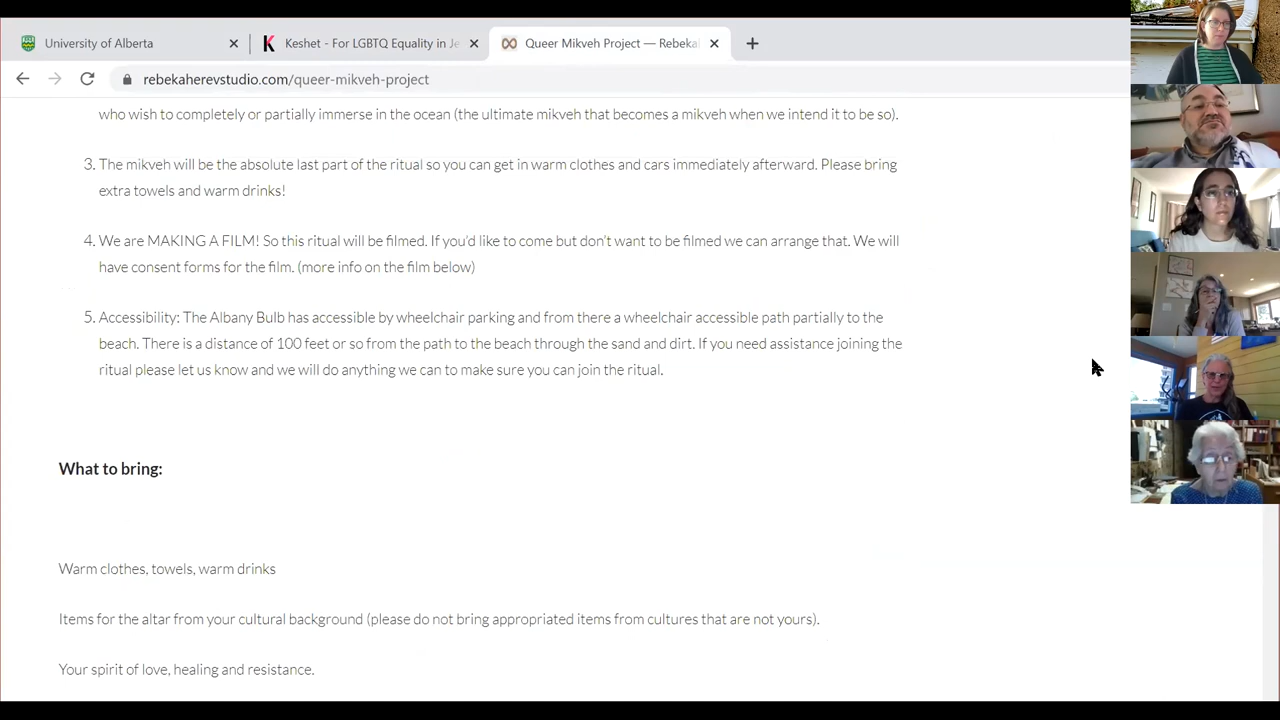 University of Alberta
Keshet - For LGBTQ Equality
Queer Mikveh Project — Rebeka
rebekaherevstudio.com/queer-mikveh-project
who wish to completely or partially immerse in the ocean (the ultimate mikveh that becomes a mikveh when we intend it to be so).
3. The mikveh will be the absolute last part of the ritual so you can get in warm clothes and cars immediately afterward. Please bring
extra towels and warm drinks!
4. We are MAKING A FILM! So this ritual will be filmed. If you’d like to come but don’t want to be filmed we can arrange that. We will
have consent forms for the film. (more info on the film below)
5. Accessibility: The Albany Bulb has accessible by wheelchair parking and from there a wheelchair accessible path partially to the
beach. There is a distance of 100 feet or so from the path to the beach through the sand and dirt. If you need assistance joining the
ritual please let us know and we will do anything we can to make sure you can join the ritual.
What to bring:
Warm clothes, towels, warm drinks
Items for the altar from your cultural background (please do not bring appropriated items from cultures that are not yours).
Your spirit of love, healing and resistance.